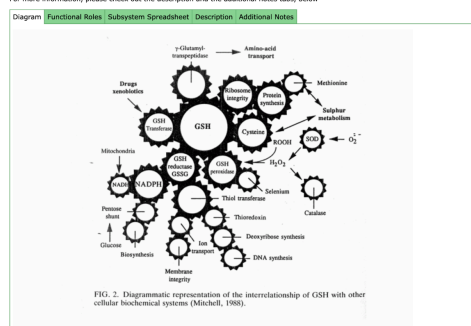 For more information, please check out the description and the additional notes tabs, below
Diagram Functional Roles Subsystem Spreadsheet Description Additional Notes
γ-Glutamyl-
transpeptidase
Amino-acid
transport
Drugs
xenobiotics
Ribosome
integrity
Protein
synthesis
Methionine
Sulphur
metabolism
GSH
Transferase
GSH
Cysteine
ROOH
SOD
O2 -
Mitochondria
GSH
reductase
GSSG
GSH
peroxidase
H2O2
NADH
NADPH
Selenium
Catalase
Thiol transferase
Pentose
shunt
Thioredoxin
Glucose
Biosynthesis
Ion
transport
Deoxyribose synthesis
DNA synthesis
Membrane
integrity
FIG. 2. Diagrammatic representation of the interrelationship of GSH with other
cellular biochemical systems (Mitchell, 1988).